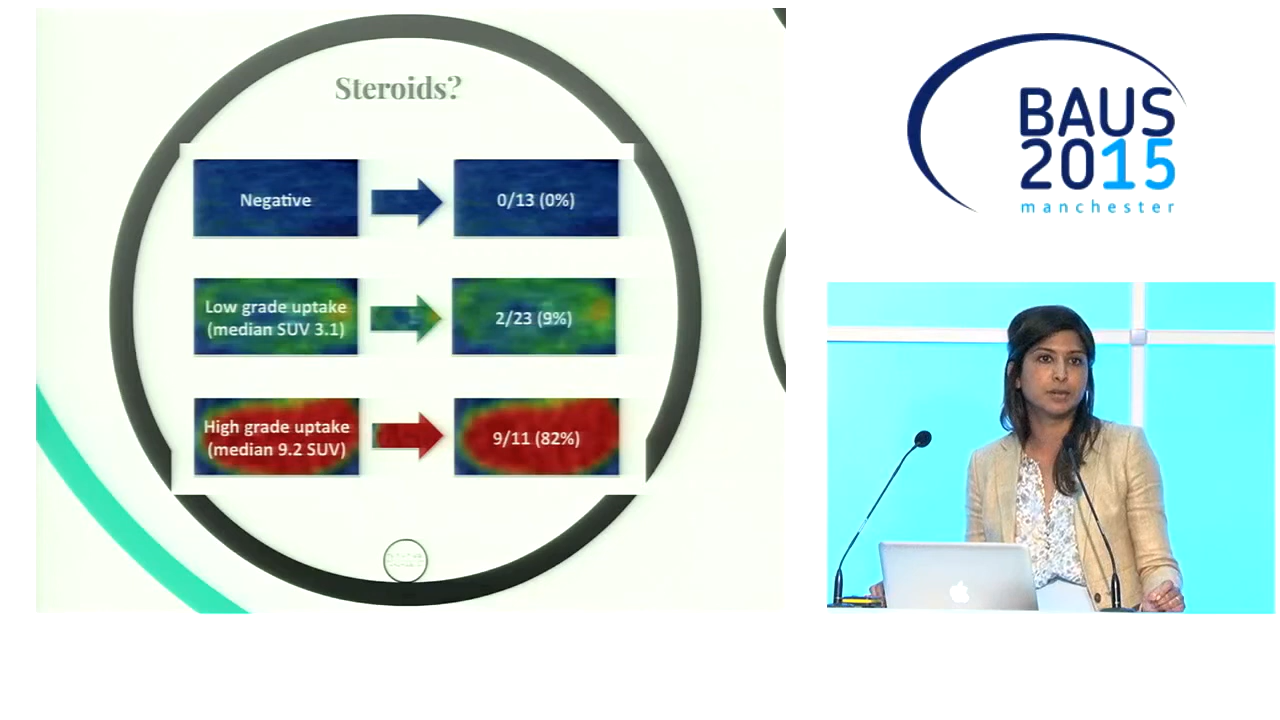 Steroids?
Negative
0/13 (0%)
Low grade uptake
(median SUV 3.1)
2/23 (9%)
High grade uptake
(median 9.2 SUV)
9/11 (82%)
BAUS
2015
manchester